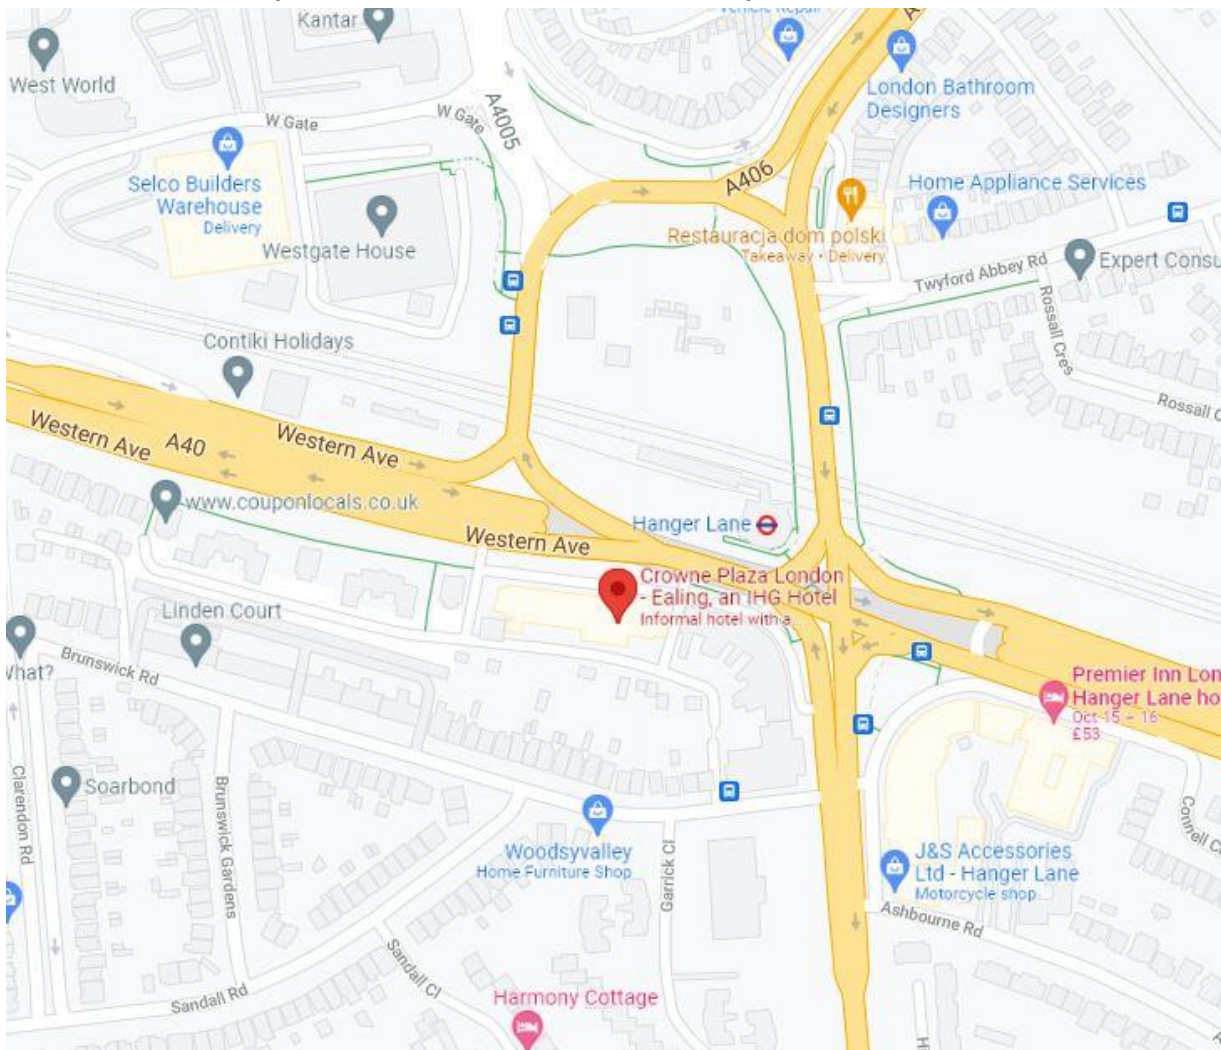 Kantar
Vehicle Repair
West World
London Bathroom
Designers
A4005
W Gate
W Gate
Selco Builders
Warehouse
Delivery
A406
Home Appliance Services
Westgate House
Restauracja dom polski
Takeaway • Delivery
Twyford Abbey Rd
Expert Consu
Rossall Cres
Contiki Holidays
Rossall C
Western Ave
A40
Western Ave
www.couponlocals.co.uk
Hanger Lane
Western Ave
Crowne Plaza London
- Ealing, an IHG Hotel
Informal hotel with a...
Linden Court
What?
Brunswick Rd
Premier Inn Lon
Hanger Lane ho
Oct 15 – 16
£53
Clarendon Rd
Soarbond
Brunswick Gardens
Connell C
Woodsyvalley
Home Furniture Shop
Garrick Cl
J&S Accessories
Ltd - Hanger Lane
Motorcycle shop
Ashbourne Rd
Sandall Cl
Sandall Rd
Harmony Cottage